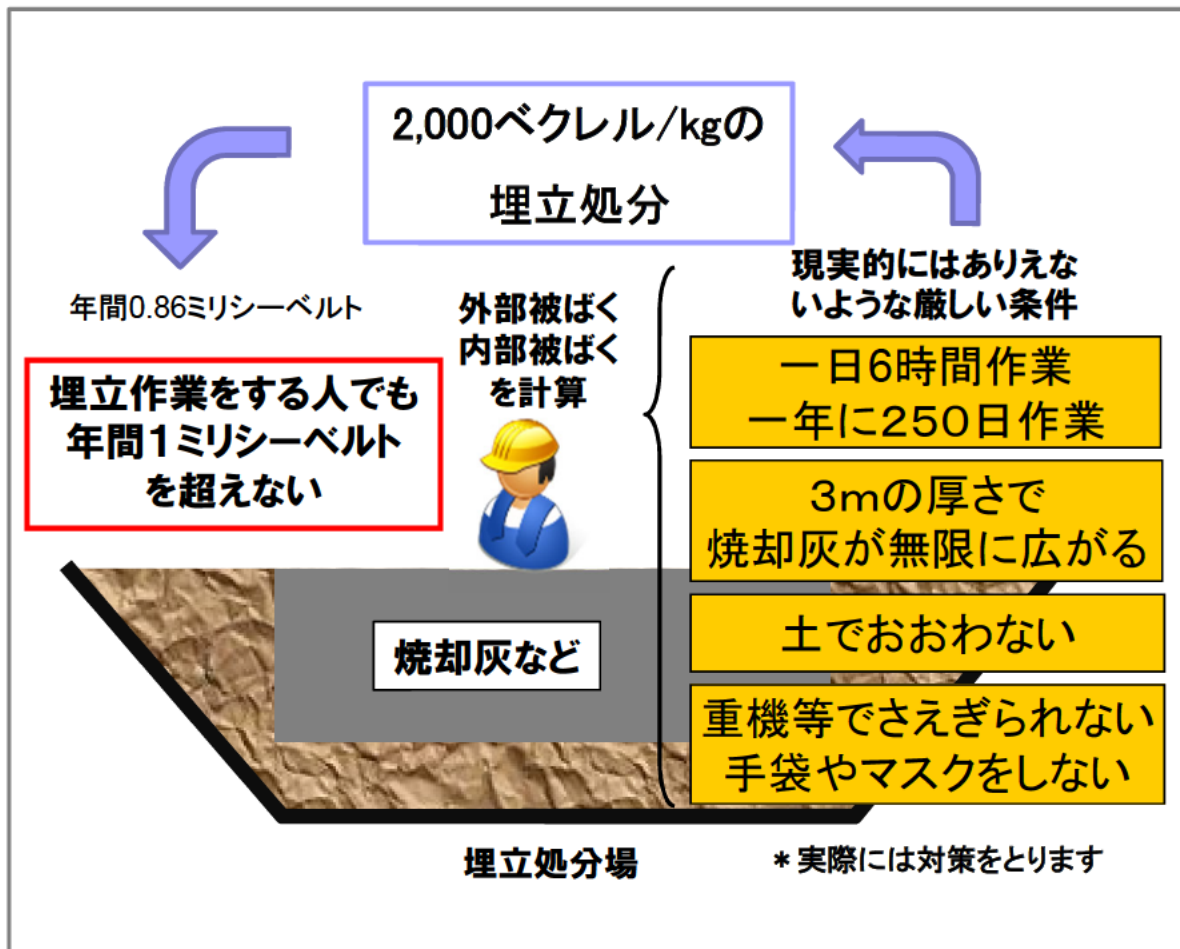 2,000ベクレル/kgの
埋立処分
年間0.86ミリシーベルト
埋立作業をする人でも
年間１ミリシーベルト
を超えない
外部被ばく
内部被ばく
を計算
現実的にはありえな
いような厳しい条件
一日6時間作業
一年に250日作業
3ｍの厚さで
焼却灰が無限に広がる
土でおおわない
重機等でさえぎられない
手袋やマスクをしない
焼却灰など
埋立処分場
＊実際には対策をとります